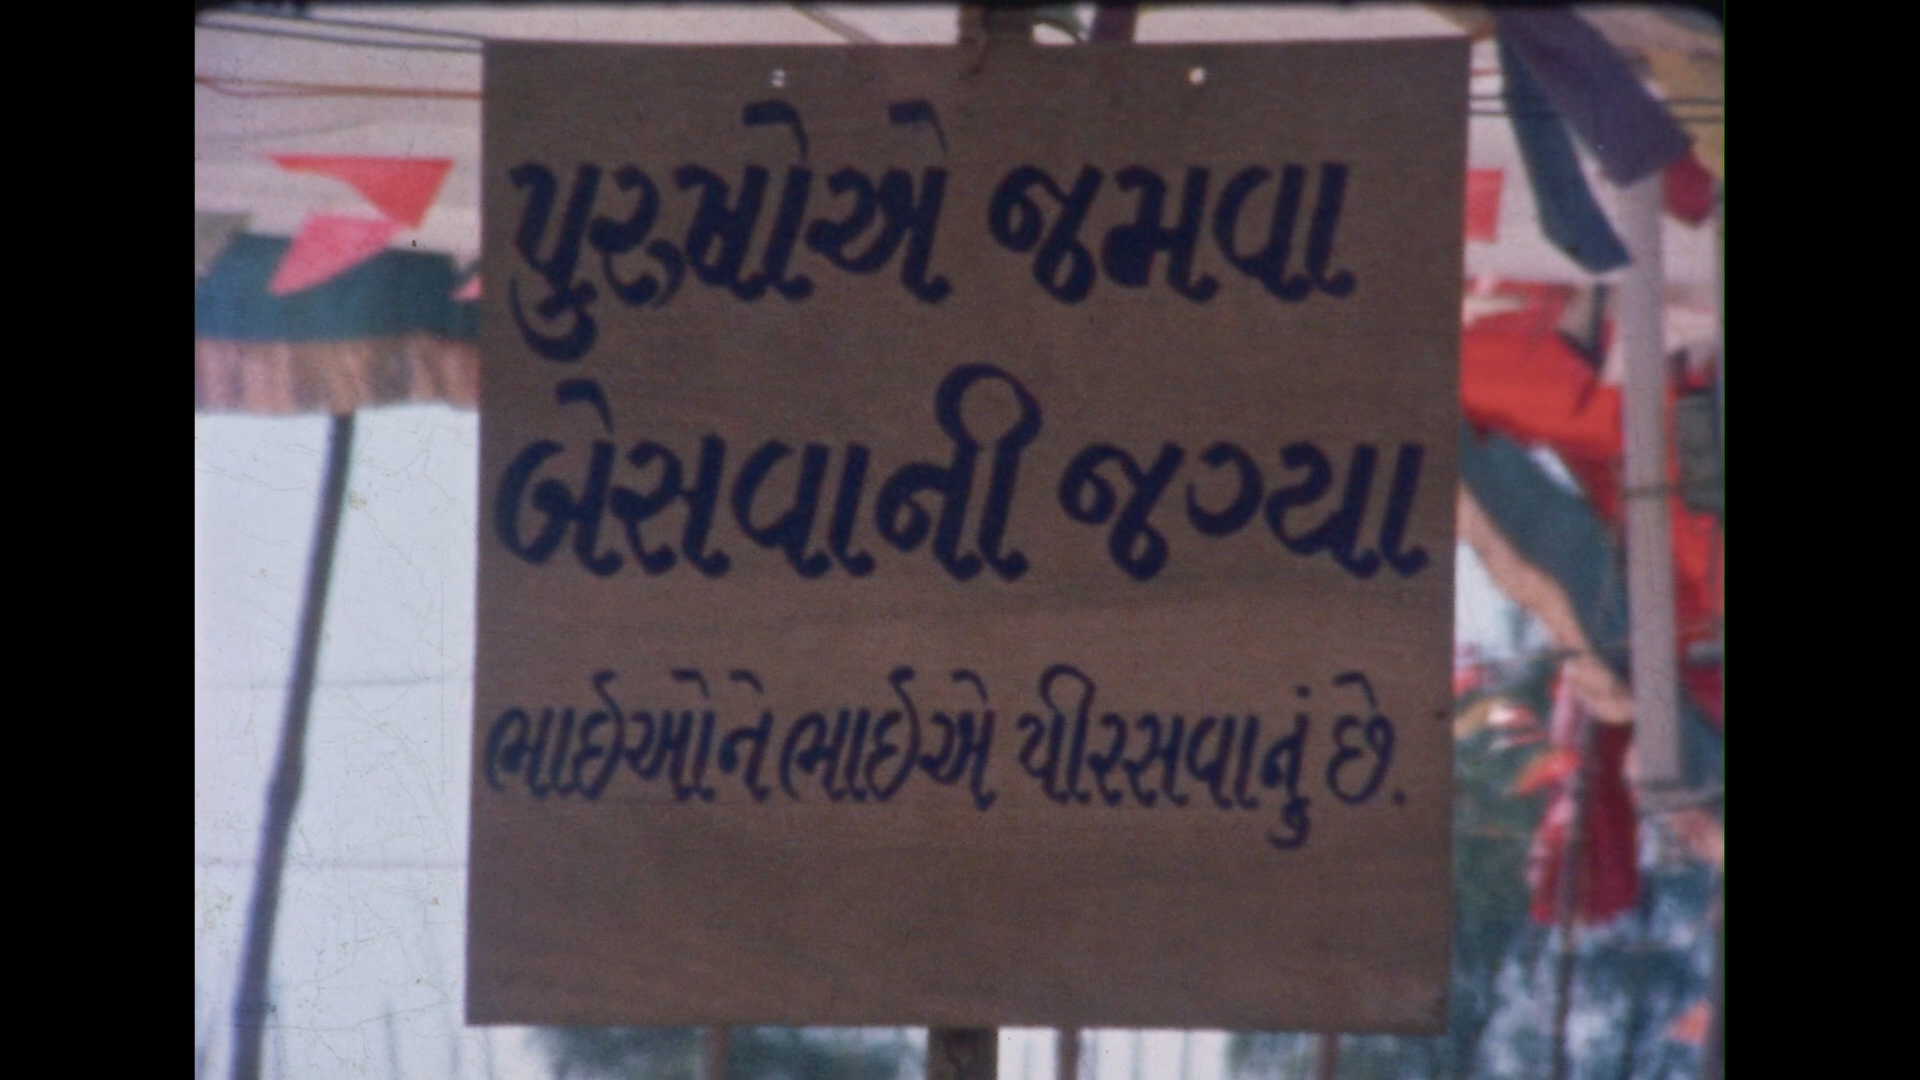 પુરુષોએ જમવા
બેસવાની જગ્યા
ભાઈઓને ભાઈએ પીરસવાનું છે.